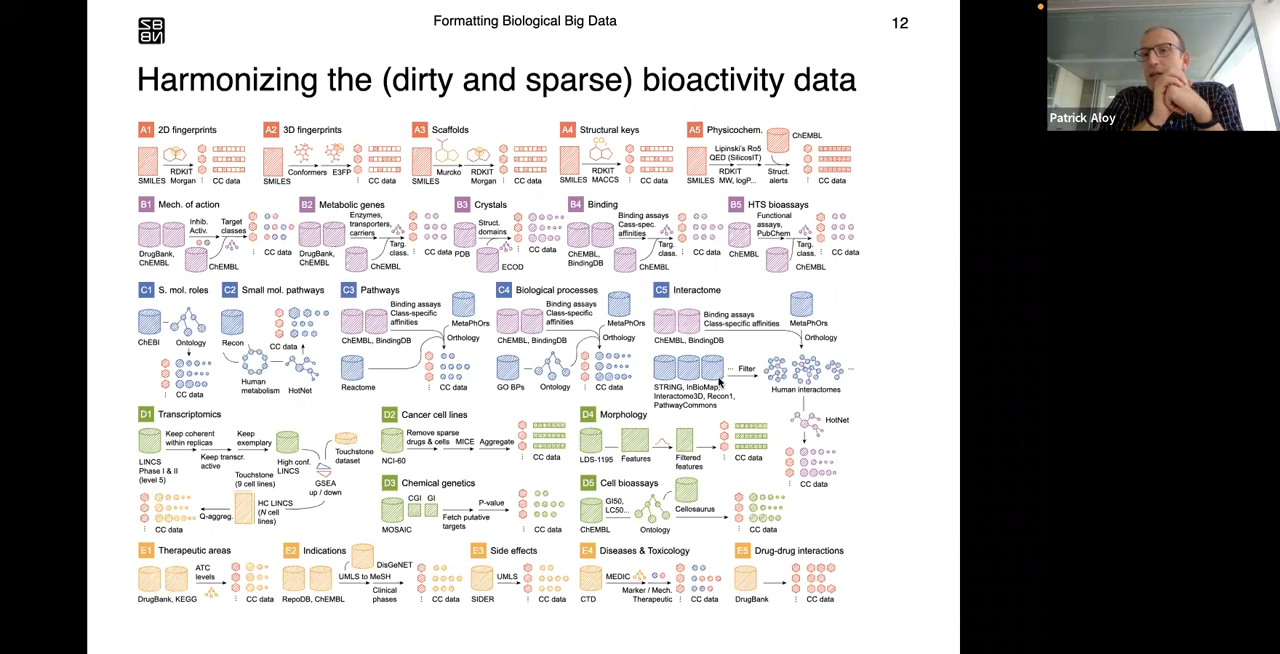 SB
NB
Formatting Biological Big Data
12
Patrick Aloy
Harmonizing the (dirty and sparse) bioactivity data
A1 2D fingerprints
SMILES
RDKIT
Morgan
CC data
A2 3D fingerprints
SMILES
Conformers
E3FP
CC data
A3 Scaffolds
SMILES
Murcko
RDKIT
Morgan
CC data
A4 Structural keys
SMILES
RDKIT
MACCS
CC data
A5 Physicochem.
ChEMBL
SMILES
Lipinski's Ro5
QED (SilicosIT)
RDKIT
MW, logP...
Struct.
alerts
CC data
B1 Mech. of action
Inhib.
Activ.
Target
classes
DrugBank,
ChEMBL
ChEMBL
CC data
B2 Metabolic genes
Enzymes,
transporters,
carriers
Targ.
class.
DrugBank,
ChEMBL
ChEMBL
CC data
B3 Crystals
Struct.
domains
PDB
ECOD
CC data
B4 Binding
Binding assays
Cass-spec.
affinities
Targ.
class.
ChEMBL,
BindingDB
ChEMBL
CC data
B5 HTS bioassays
Functional
assays,
PubChem
Targ.
class.
ChEMBL
ChEMBL
CC data
C1 S. mol. roles
ChEBI
Ontology
CC data
C2 Small mol. pathways
Recon
CC data
Human
metabolism
HotNet
C3 Pathways
Binding assays
Class-specific
affinities
MetaPhOrs
Orthology
ChEMBL, BindingDB
Reactome
CC data
C4 Biological processes
Binding assays
Class-specific
affinities
MetaPhOrs
Orthology
ChEMBL, BindingDB
GO BPs
Ontology
CC data
C5 Interactome
Binding assays
Class-specific affinities
MetaPhOrs
Orthology
ChEMBL, BindingDB
... Filter
...
STRING, InBioMap,
Interactome3D, Recon1,
PathwayCommons
Human interactomes
HotNet
CC data
D1 Transcriptomics
Keep coherent
within replicas
Keep
exemplary
Keep transcr.
active
LINCS
Phase I & II
(level 5)
High conf.
LINCS
Touchstone
dataset
Touchstone
(9 cell lines)
GSEA
up / down
HC LINCS
(N cell
lines)
Q-aggreg.
CC data
D2 Cancer cell lines
Remove sparse
drugs & cells
MICE
Aggregate
NCI-60
CC data
D3 Chemical genetics
CGI
GI
P-value
Fetch putative
targets
MOSAIC
CC data
D4 Morphology
LDS-1195
Features
Filtered
features
CC data
D5 Cell bioassays
GI50,
LC50...
Cellosaurus
ChEMBL
Ontology
CC data
E1 Therapeutic areas
ATC
levels
DrugBank, KEGG
CC data
E2 Indications
DisGeNET
UMLS to MeSH
Clinical
phases
RepoDB, ChEMBL
CC data
E3 Side effects
UMLS
SIDER
CC data
E4 Diseases & Toxicology
MEDIC
Marker / Mech.
Therapeutic
CTD
CC data
E5 Drug-drug interactions
DrugBank
CC data